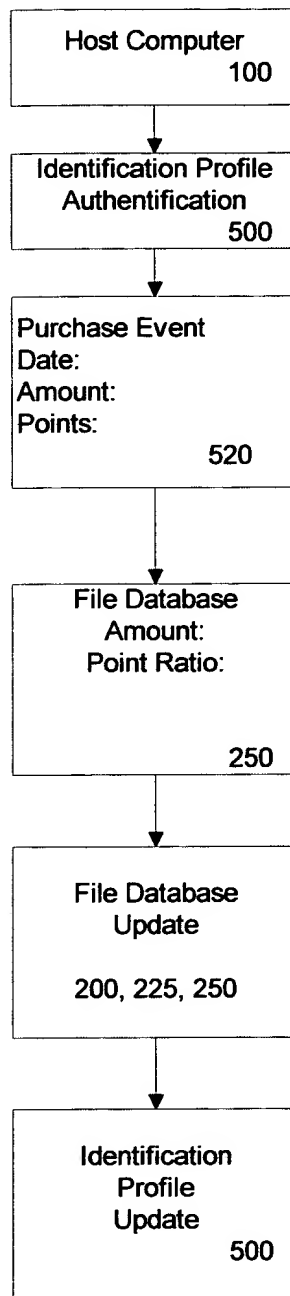 Host Computer
100
Identification Profile
Authentification
500
Purchase Event
Date:
Amount:
Points:
520
File Database
Amount:
Point Ratio:
250
File Database
Update
200, 225, 250
Identification
Profile
Update
500